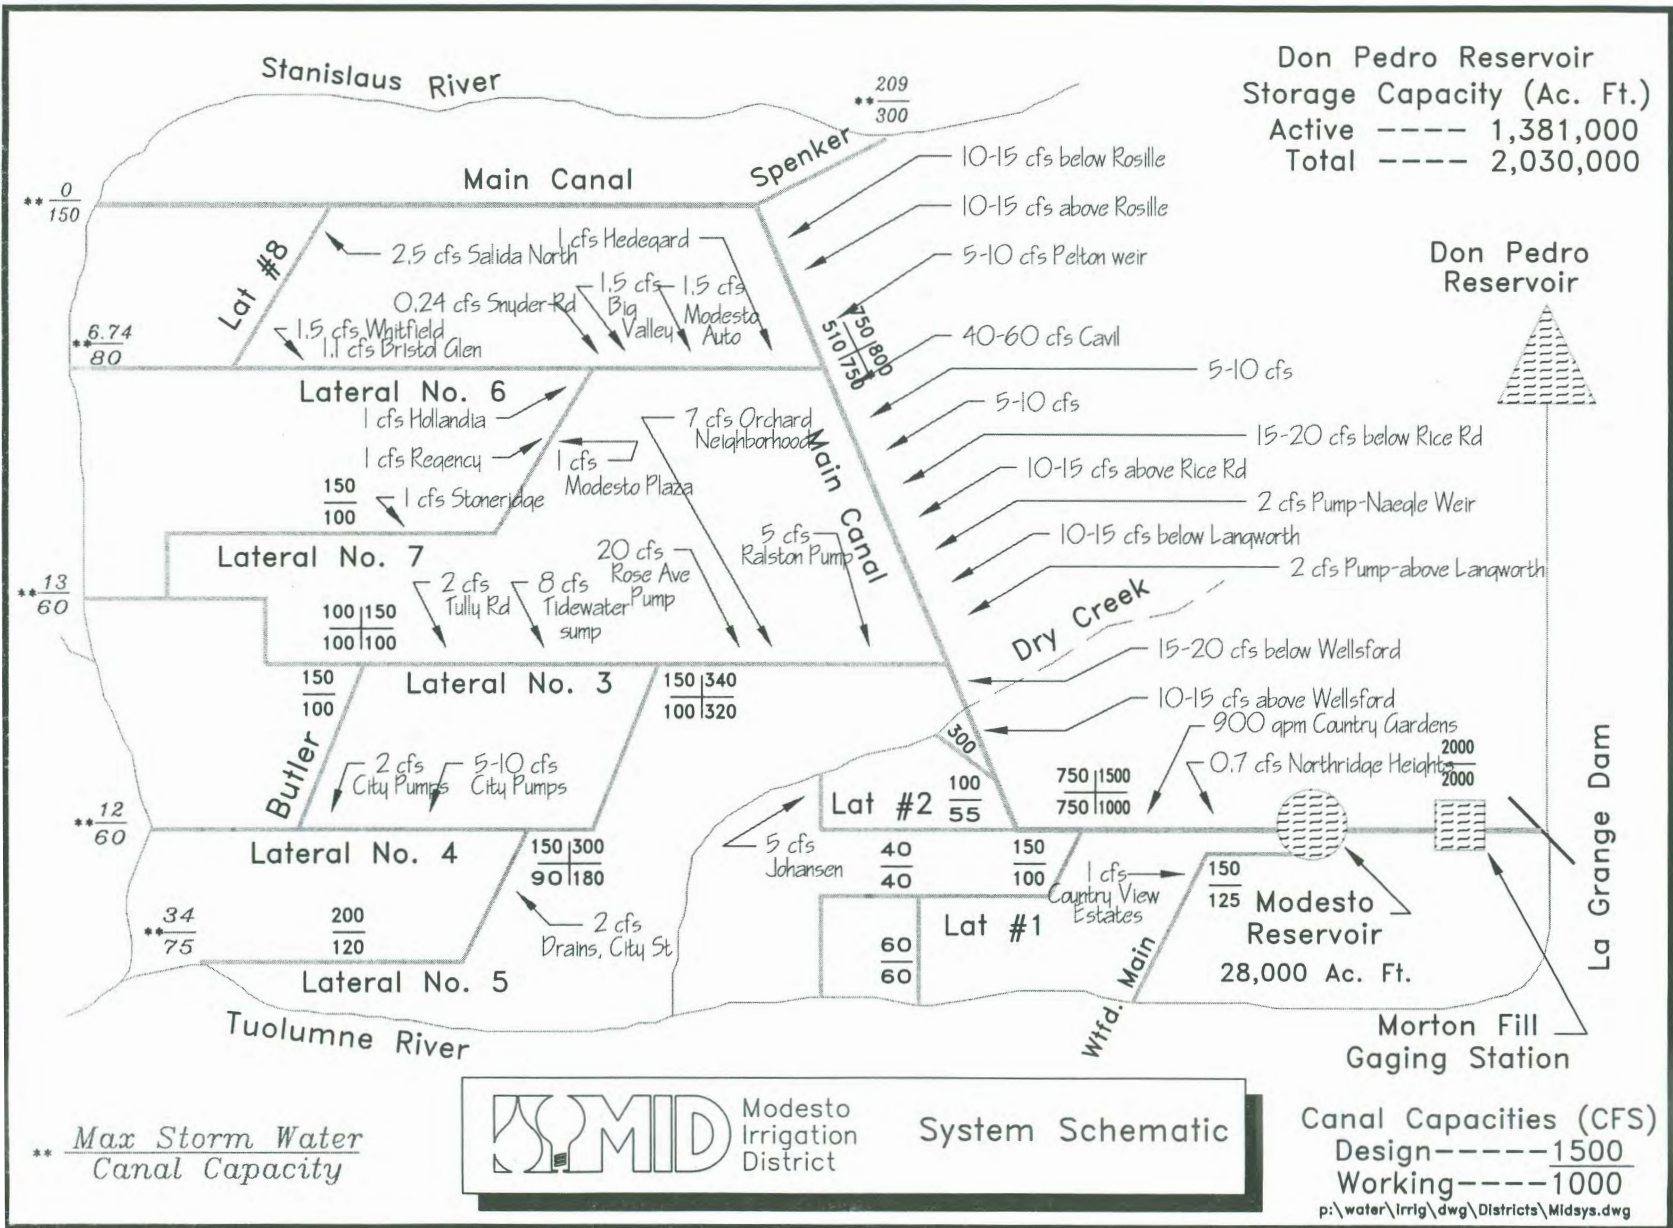 Stanislaus River
** 209
300
Don Pedro Reservoir
Storage Capacity (Ac. Ft.)
Active ---- 1,381,000
Total ---- 2,030,000
Spenker
Main Canal
** 0
150
10-15 cfs below Rosille
10-15 cfs above Rosille
5-10 cfs Pelton weir
Don Pedro
Reservoir
Lat #8
2.5 cfs Salida North
1 cfs Hedegard
0.24 cfs Snyder Rd
1.5 cfs
Big
Valley
1.5 cfs
Modesto
Auto
1.5 cfs Whitfield
1.1 cfs Bristol Glen
** 6.74
80
750 800
510 750
40-60 cfs Cavil
5-10 cfs
5-10 cfs
Lateral No. 6
1 cfs Hollandia
1 cfs Regency
1 cfs
Modesto Plaza
7 cfs Orchard
Neighborhood
Main Canal
15-20 cfs below Rice Rd
10-15 cfs above Rice Rd
2 cfs Pump-Naegle Weir
10-15 cfs below Langworth
2 cfs Pump-above Langworth
150
100
1 cfs Stoneridge
Lateral No. 7
** 13
60
2 cfs
Tully Rd
8 cfs
Tidewater
sump
20 cfs
Rose Ave
Pump
5 cfs
Ralston Pump
Dry Creek
100 150
100 100
15-20 cfs below Wellsford
10-15 cfs above Wellsford
900 gpm Country Gardens
0.7 cfs Northridge Heights
2000
2000
150
100
Lateral No. 3
150 340
100 320
300
Butler
2 cfs
City Pumps
5-10 cfs
City Pumps
** 12
60
Lateral No. 4
150 300
90 180
Lat #2
100
55
750 1500
750 1000
La Grange Dam
5 cfs
Johansen
40
40
150
100
1 cfs
Country View
Estates
150
125
Modesto
Reservoir
28,000 Ac. Ft.
** 34
75
200
120
2 cfs
Drains, City St
Lateral No. 5
Lat #1
60
60
Wtfd. Main
Tuolumne River
Morton Fill
Gaging Station
** Max Storm Water
Canal Capacity
MID
Modesto
Irrigation
District
System Schematic
Canal Capacities (CFS)
Design-----1500
Working----1000
p:\water\irrig\dwg\Districts\Midsys.dwg